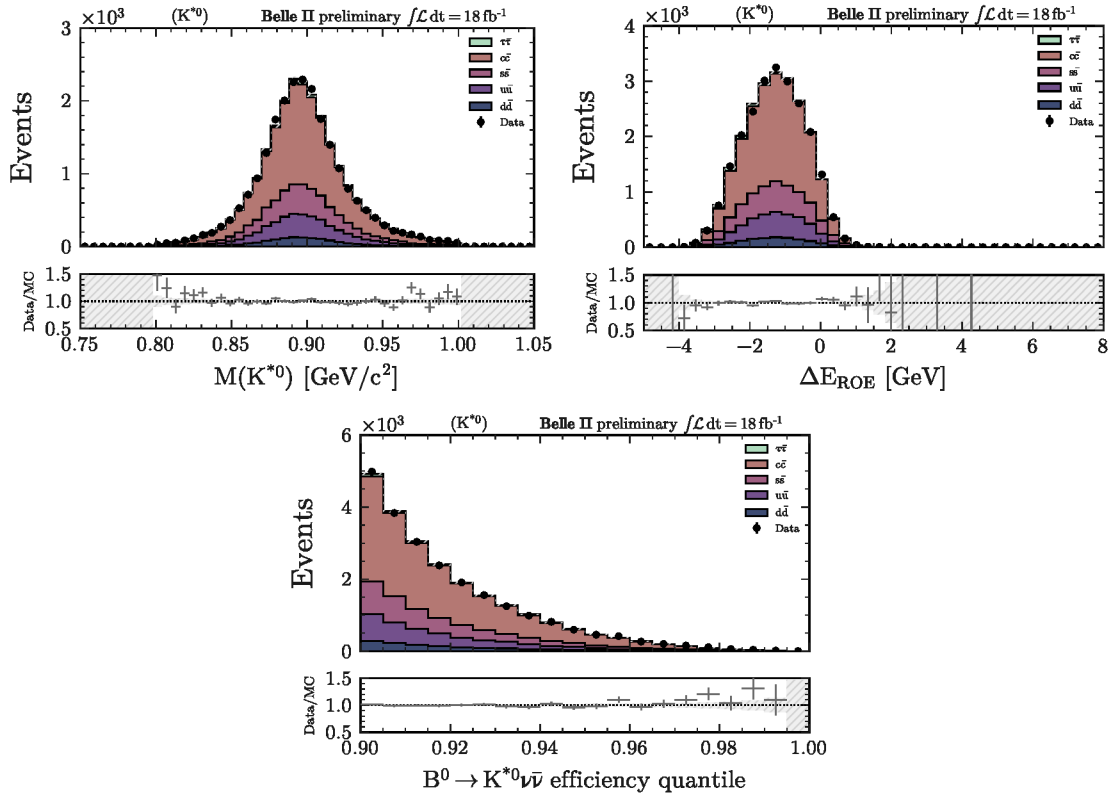 ×10³ (K*⁰) Belle II preliminary ∫ℒ dt = 18 fb⁻¹
3
2
1
0
Events
ττ̄
cc̄
ss̄
uū
dd̄
Data
1.5
1.0
0.5
Data/MC
0.75 0.80 0.85 0.90 0.95 1.00 1.05
M(K*⁰) [GeV/c²]
×10³ (K*⁰) Belle II preliminary ∫ℒ dt = 18 fb⁻¹
4
3
2
1
0
Events
ττ̄
cc̄
ss̄
uū
dd̄
Data
1.5
1.0
0.5
Data/MC
−4 −2 0 2 4 6 8
ΔE_ROE [GeV]
×10³ (K*⁰) Belle II preliminary ∫ℒ dt = 18 fb⁻¹
6
4
2
0
Events
ττ̄
cc̄
ss̄
uū
dd̄
Data
1.5
1.0
0.5
Data/MC
0.90 0.92 0.94 0.96 0.98 1.00
B⁰ → K*⁰νν̄ efficiency quantile